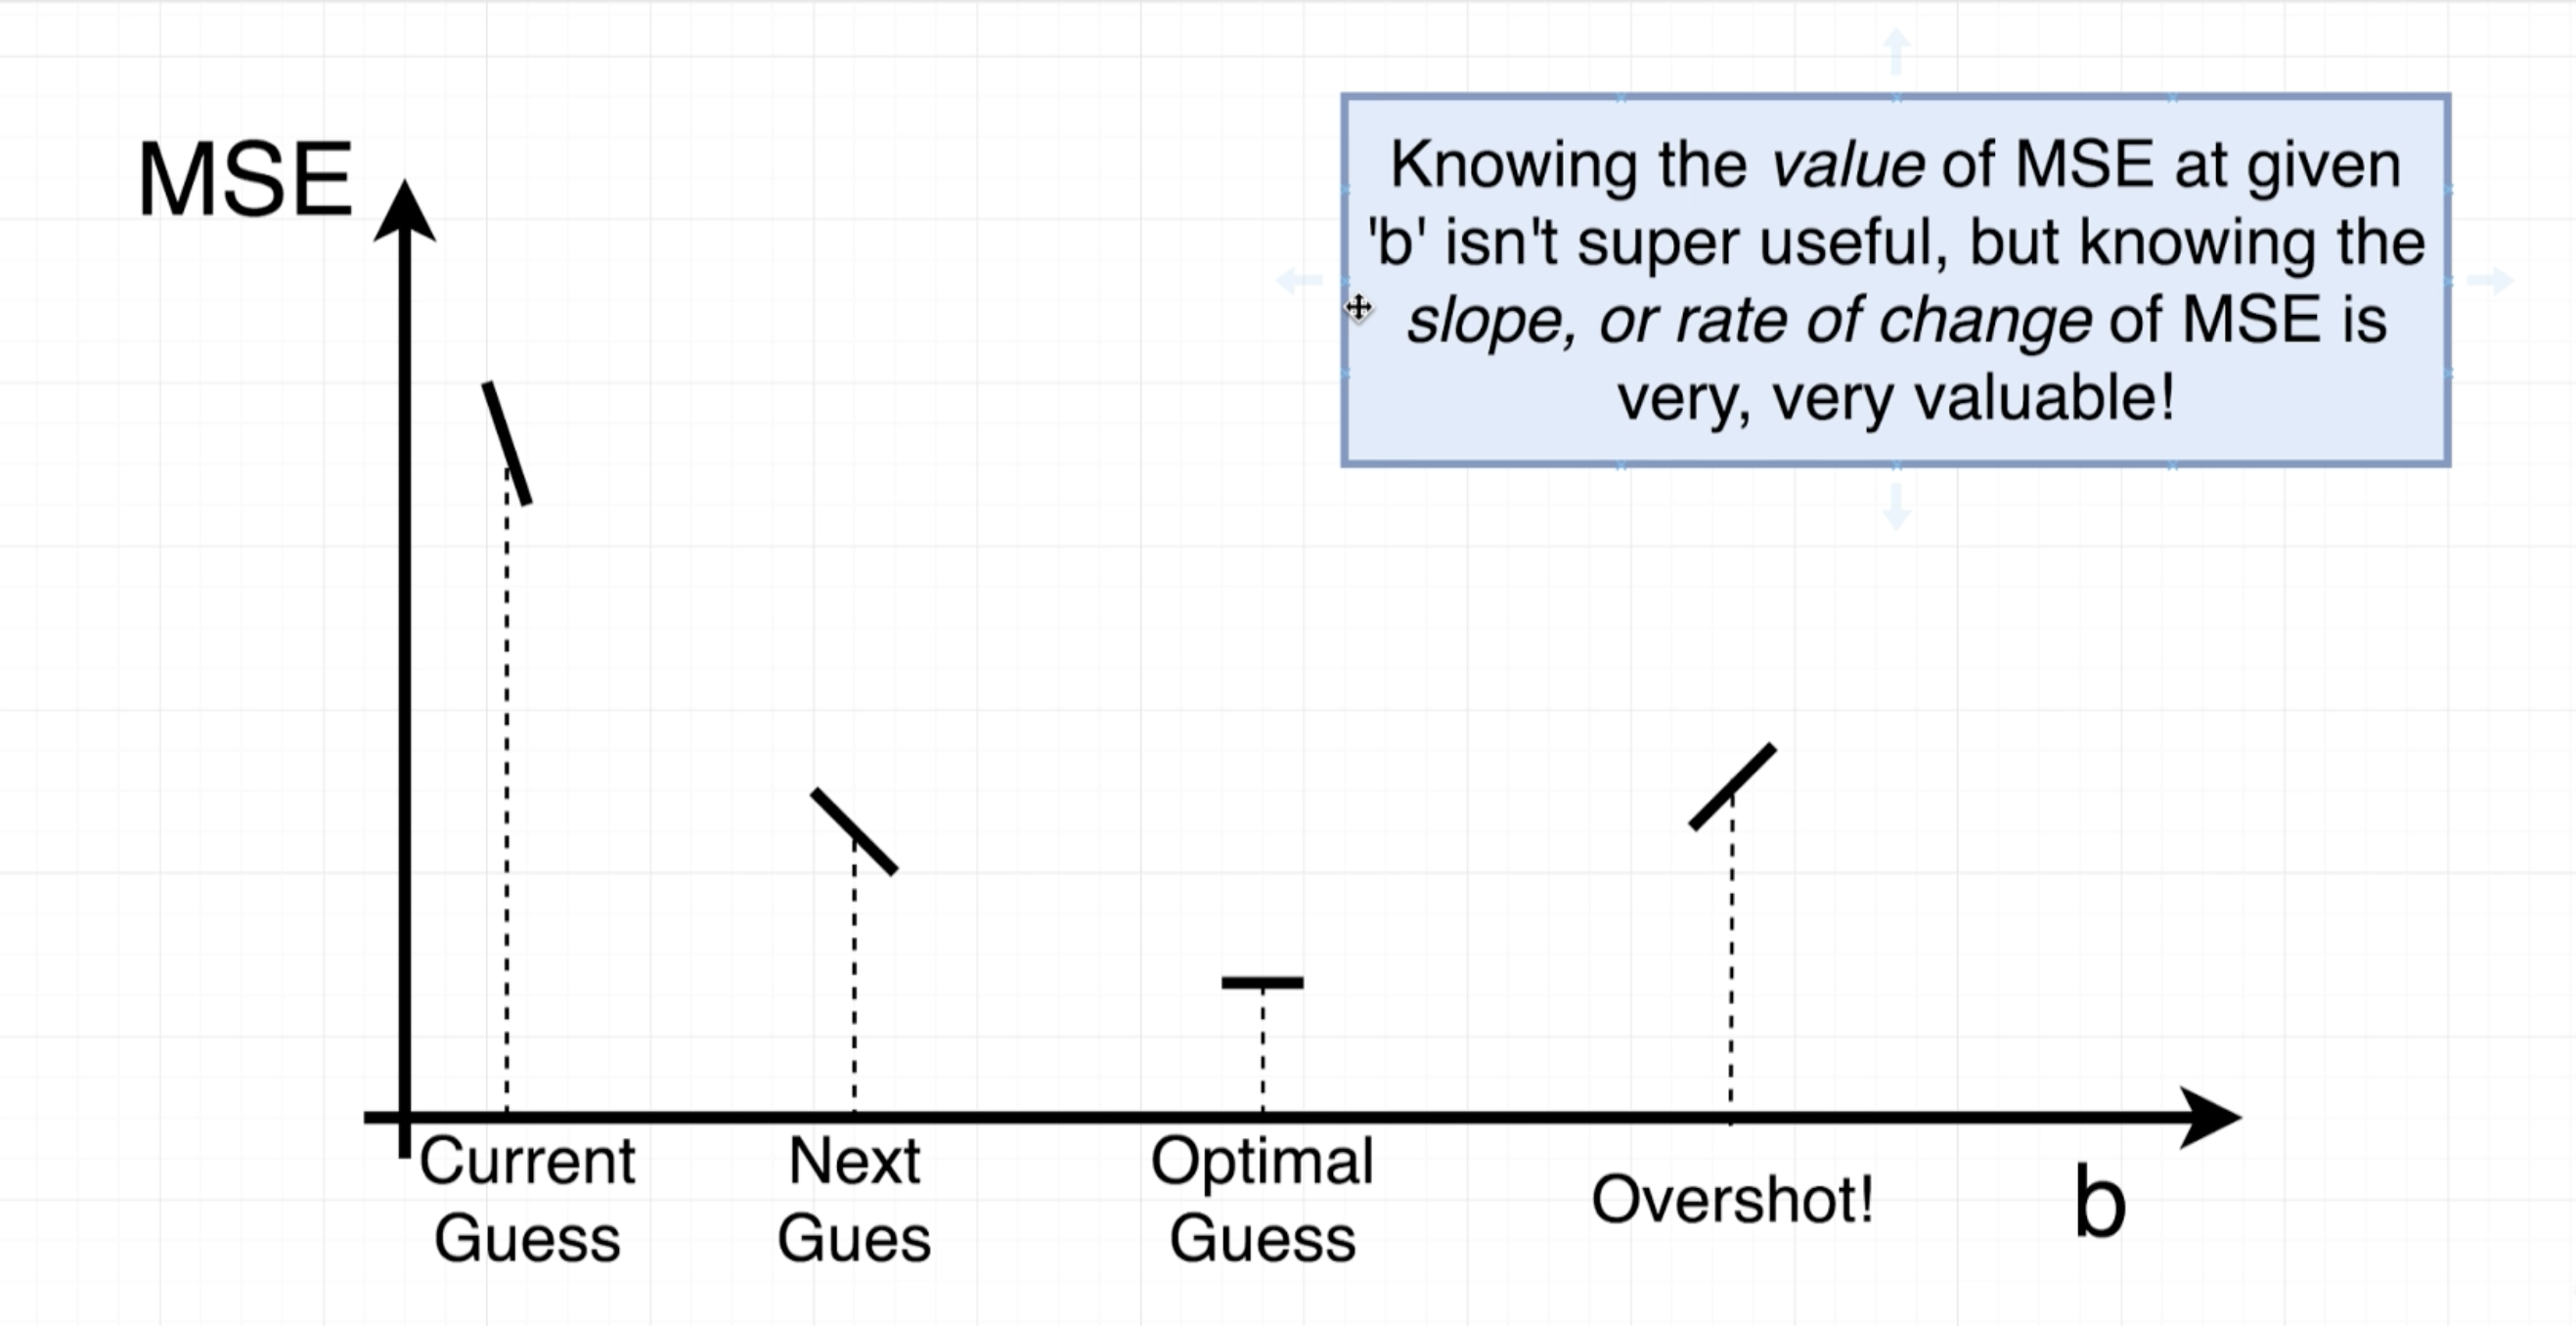 MSE
Knowing the value of MSE at given
'b' isn't super useful, but knowing the
slope, or rate of change of MSE is
very, very valuable!
Current
Guess
Next
Gues
Optimal
Guess
Overshot!
b